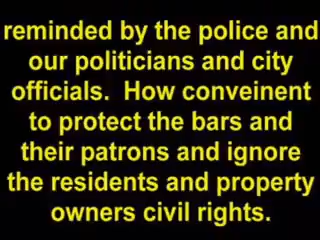 reminded by the police and
our politicians and city
officials.  How conveinent
to protect the bars and
their patrons and ignore
the residents and property
owners civil rights.